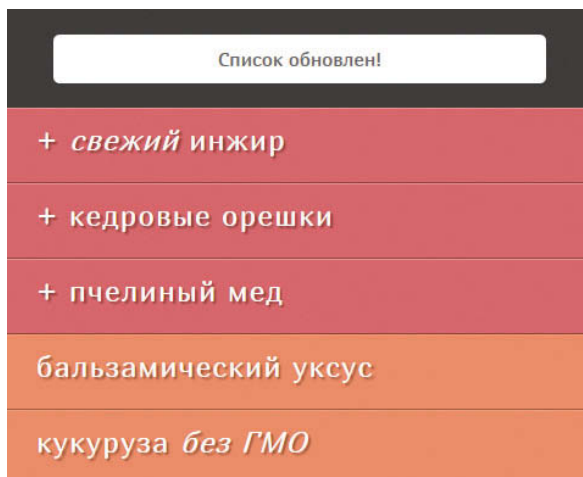 Список обновлен!
+ свежий инжир
+ кедровые орешки
+ пчелиный мед
бальзамический уксус
кукуруза без ГМО